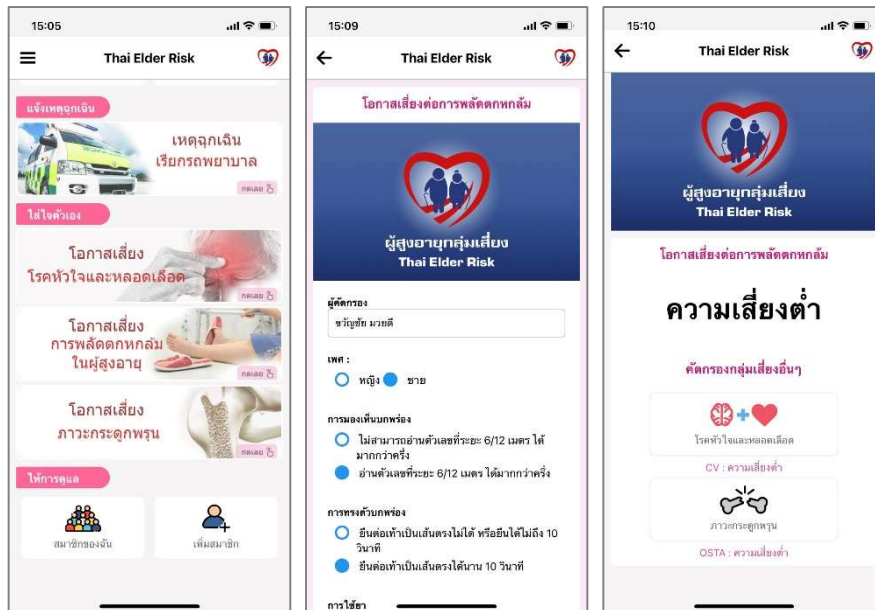 15:05
Thai Elder Risk
แจ้งเหตุฉุกเฉิน
เหตุฉุกเฉิน
เรียกรถพยาบาล
กดเลย
ใส่ใจตัวเอง
โอกาสเสี่ยง
โรคหัวใจและหลอดเลือด
กดเลย
โอกาสเสี่ยง
การพลัดตกหกล้ม
ในผู้สูงอายุ
กดเลย
โอกาสเสี่ยง
ภาวะกระดูกพรุน
กดเลย
ให้การดูแล
สมาชิกของฉัน
เพิ่มสมาชิก
15:09
Thai Elder Risk
โอกาสเสี่ยงต่อการพลัดตกหกล้ม
ผู้สูงอายุกลุ่มเสี่ยง
Thai Elder Risk
ผู้คัดกรอง
ขวัญชัย มวยดี
เพศ :
หญิง ชาย
การมองเห็นบกพร่อง
ไม่สามารถอ่านตัวเลขที่ระยะ 6/12 เมตร ได้
มากกว่าครึ่ง
อ่านตัวเลขที่ระยะ 6/12 เมตร ได้มากกว่าครึ่ง
การทรงตัวบกพร่อง
ยืนต่อเท้าเป็นเส้นตรงไม่ได้ หรือยืนได้ไม่ถึง 10
วินาที
ยืนต่อเท้าเป็นเส้นตรงได้นาน 10 วินาที
การใช้ยา
15:10
Thai Elder Risk
ผู้สูงอายุกลุ่มเสี่ยง
Thai Elder Risk
โอกาสเสี่ยงต่อการพลัดตกหกล้ม
ความเสี่ยงต่ำ
คัดกรองกลุ่มเสี่ยงอื่นๆ
โรคหัวใจและหลอดเลือด
CV : ความเสี่ยงต่ำ
ภาวะกระดูกพรุน
OSTA : ความเสี่ยงต่ำ